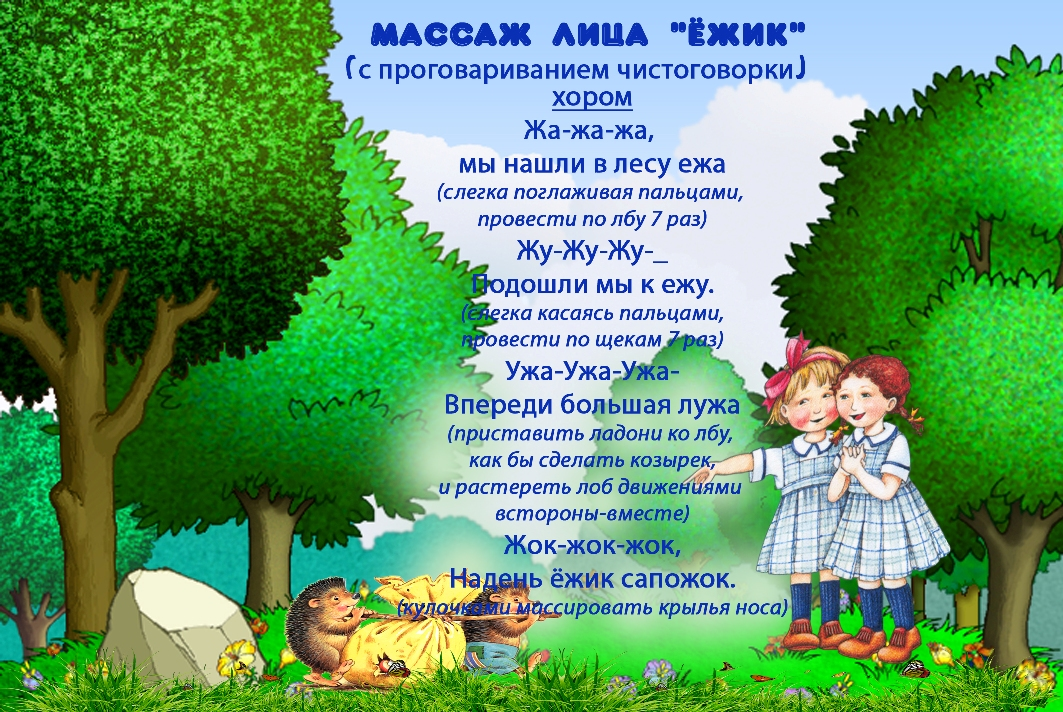 МАССАЖ ЛИЦА "ЁЖИК"
(с проговариванием чистоговорки)
хором
Жа-жа-жа,
мы нашли в лесу ежа
(слегка поглаживая пальцами,
провести по лбу 7 раз)
Жу-Жу-Жу-_
Подошли мы к ежу.
(слегка касаясь пальцами,
провести по щекам 7 раз)
Ужа-Ужа-Ужа-
Впереди большая лужа
(приставить ладони ко лбу,
как бы сделать козырек,
и растереть лоб движениями
встороны-вместе)
Жок-жок-жок,
Надень ёжик сапожок.
(кулочками массировать крылья носа)